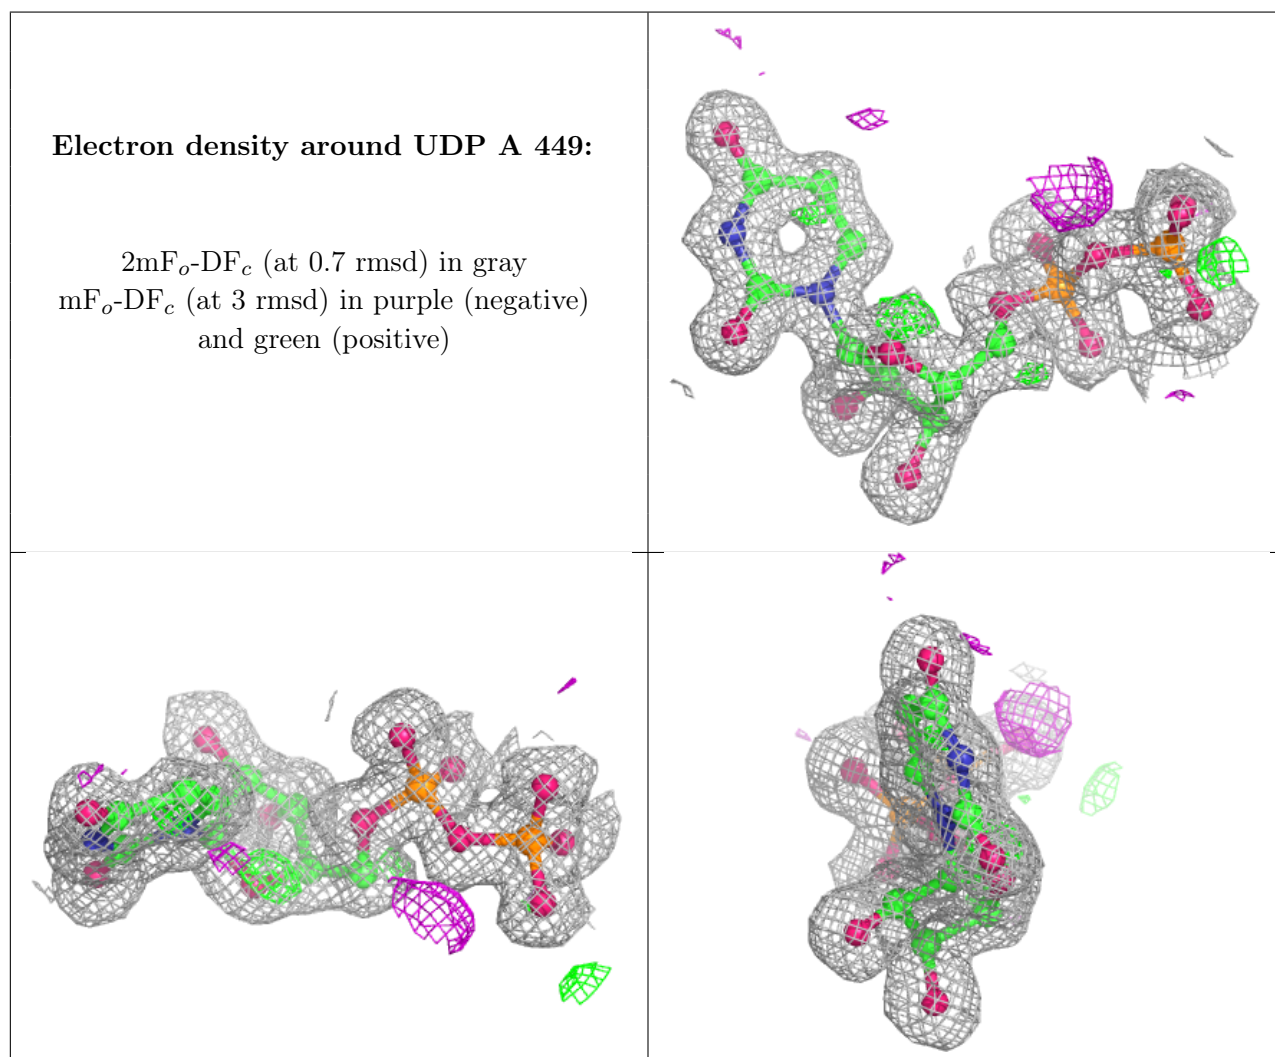 Electron density around UDP A 449:
2mFₒ-DF𝒸 (at 0.7 rmsd) in gray
mFₒ-DF𝒸 (at 3 rmsd) in purple (negative)
and green (positive)